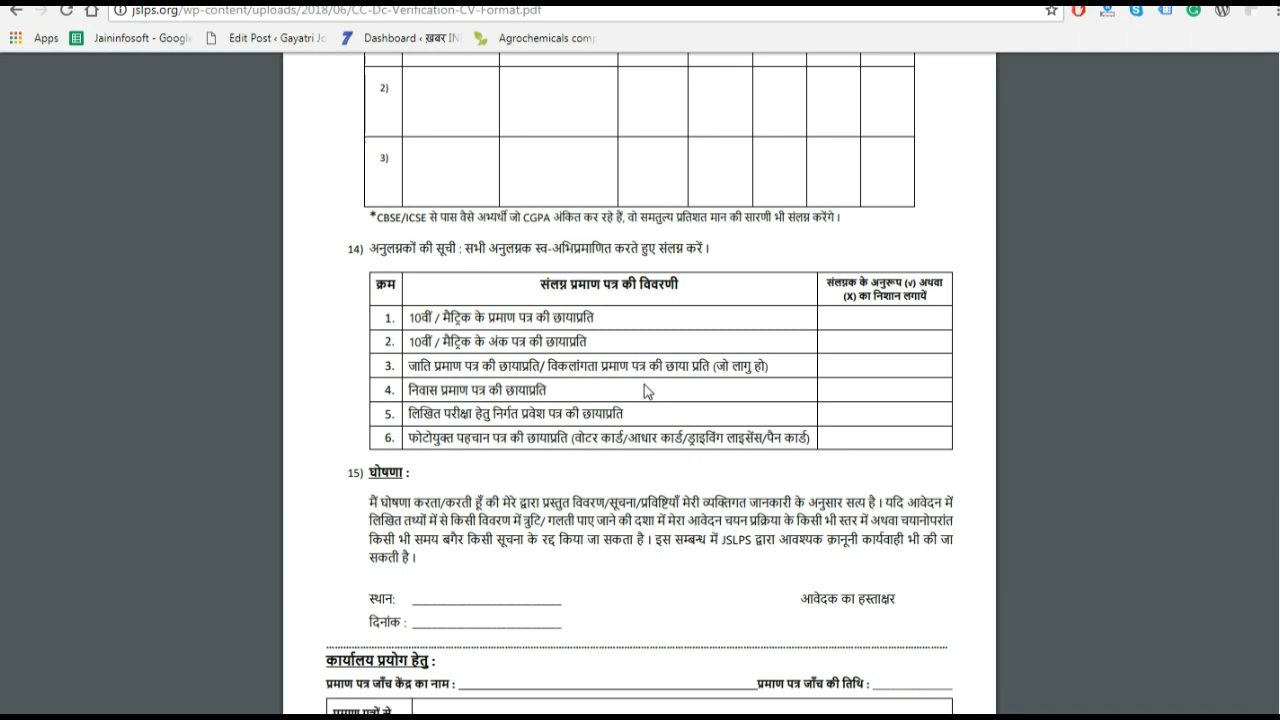 jslps.org/wp-content/uploads/2018/06/CC-Dc-Verification-CV-Format.pdf
Apps Jaininfosoft - Google Edit Post ‹ Gayatri Jo Dashboard ‹ ख़बर IN Agrochemicals com
2)
3)
*CBSE/ICSE से पास वैसे अभ्यर्थी जो CGPA अंकित कर रहे हैं, वो समतुल्य प्रतिशत मान की सारणी भी संलग्न करेंगे ।
14) अनुलग्नकों की सूची : सभी अनुलग्नक स्व-अभिप्रमाणित करते हुए संलग्न करें ।
क्रम संलग्न प्रमाण पत्र की विवरणी संलग्नक के अनुरूप (v) अथवा
(X) का निशान लगायें
1. 10वीं / मैट्रिक के प्रमाण पत्र की छायाप्रति
2. 10वीं / मैट्रिक के अंक पत्र की छायाप्रति
3. जाति प्रमाण पत्र की छायाप्रति/ विकलांगता प्रमाण पत्र की छाया प्रति (जो लागु हो)
4. निवास प्रमाण पत्र की छायाप्रति
5. लिखित परीक्षा हेतु निर्गत प्रवेश पत्र की छायाप्रति
6. फोटोयुक्त पहचान पत्र की छायाप्रति (वोटर कार्ड/आधार कार्ड/ड्राइविंग लाइसेंस/पैन कार्ड)
15) घोषणा :
मैं घोषणा करता/करती हूँ की मेरे द्वारा प्रस्तुत विवरण/सूचना/प्रविष्टियाँ मेरी व्यक्तिगत जानकारी के अनुसार सत्य है । यदि आवेदन में
लिखित तथ्यों में से किसी विवरण में त्रुटि/ गलती पाए जाने की दशा में मेरा आवेदन चयन प्रक्रिया के किसी भी स्तर में अथवा चयानोपरांत
किसी भी समय बगैर किसी सूचना के रद्द किया जा सकता है । इस सम्बन्ध में JSLPS द्वारा आवश्यक क़ानूनी कार्यवाही भी की जा
सकती है ।
स्थान: ____________________ आवेदक का हस्ताक्षर
दिनांक : ____________________
कार्यालय प्रयोग हेतु :
प्रमाण पत्र जाँच केंद्र का नाम : ____________________ प्रमाण पत्र जाँच की तिथि : __________